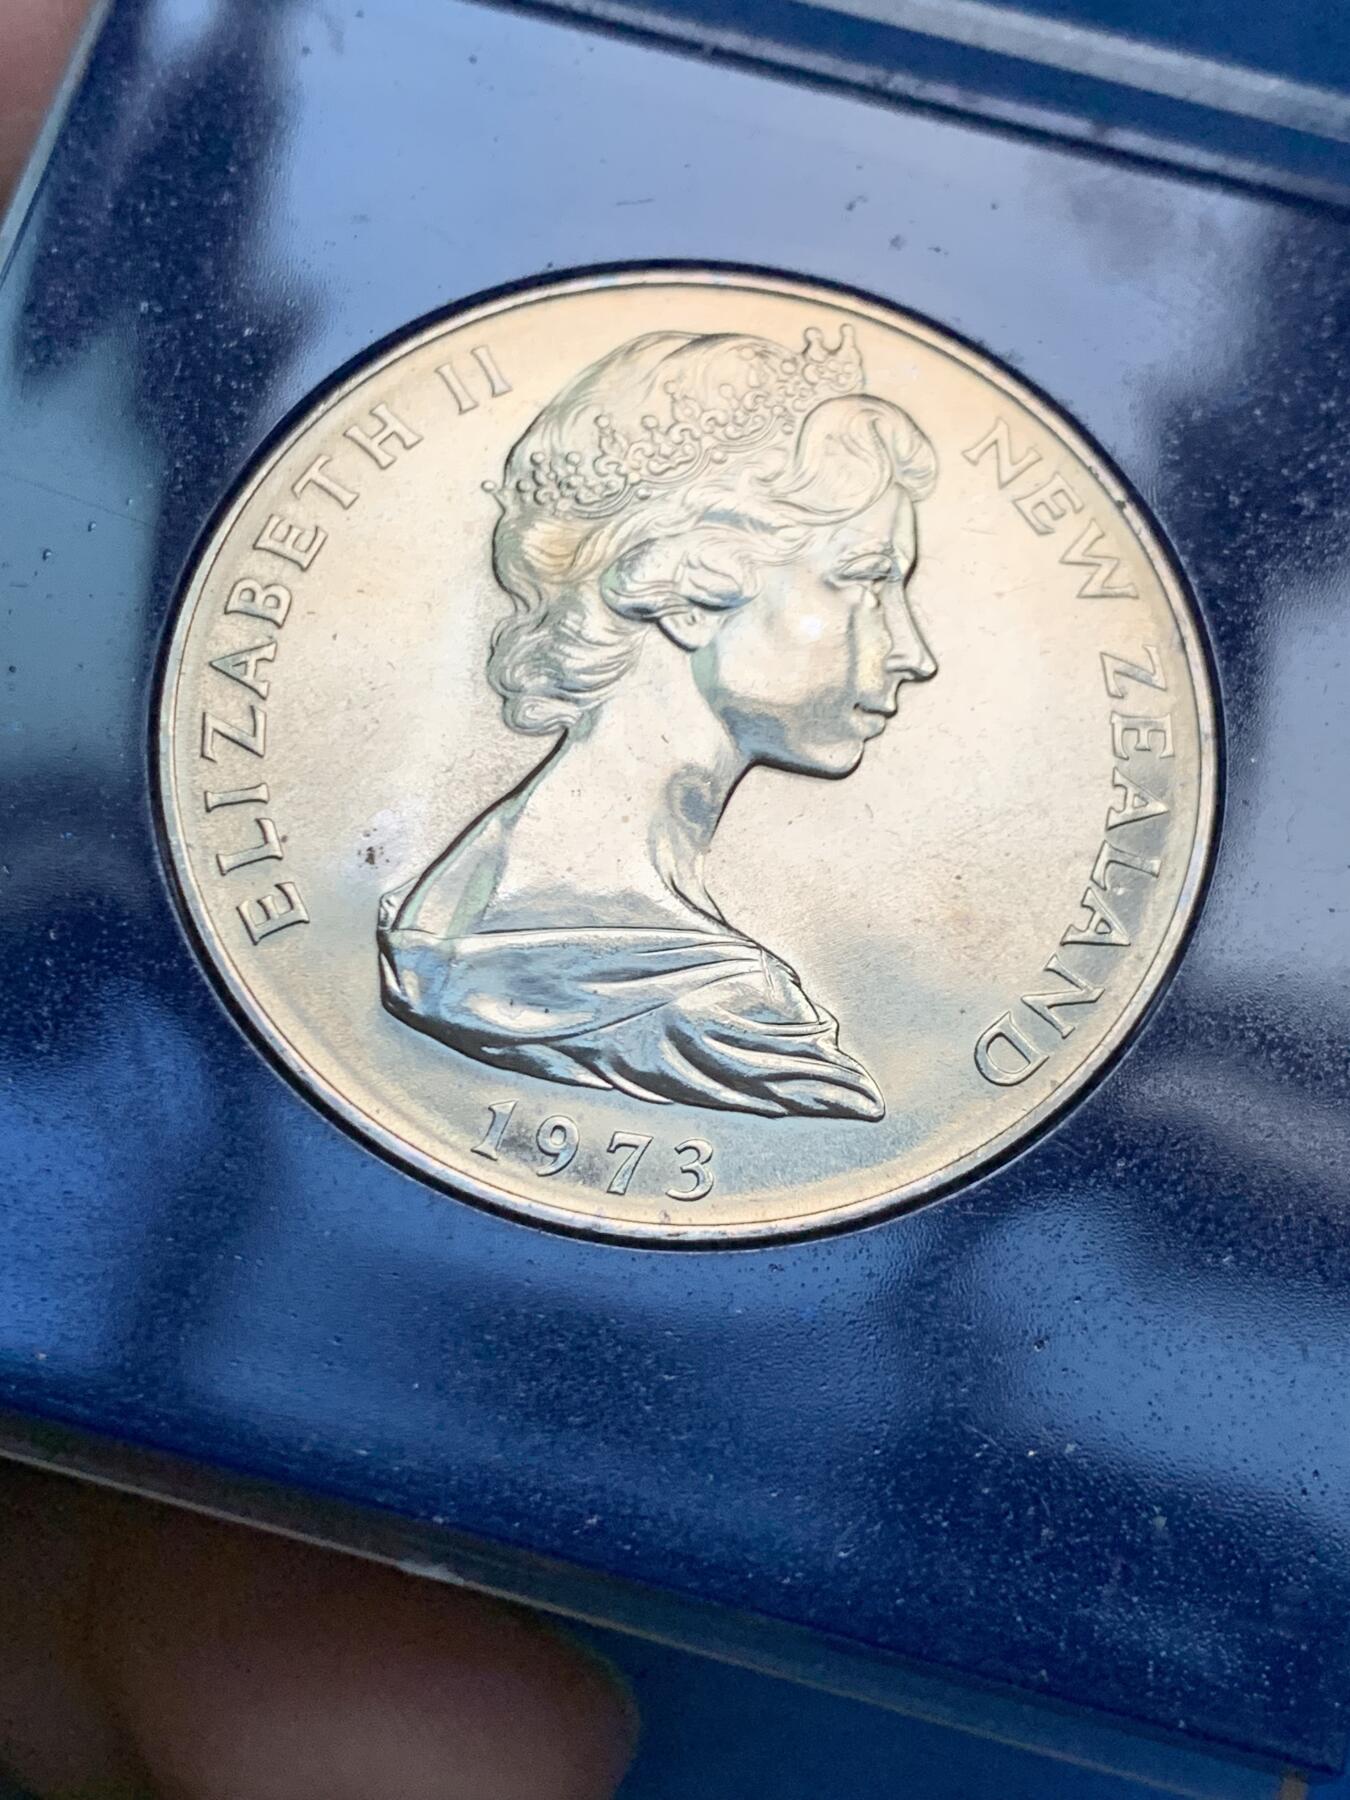 ELIZABETH II
NEW ZEALAND
1973